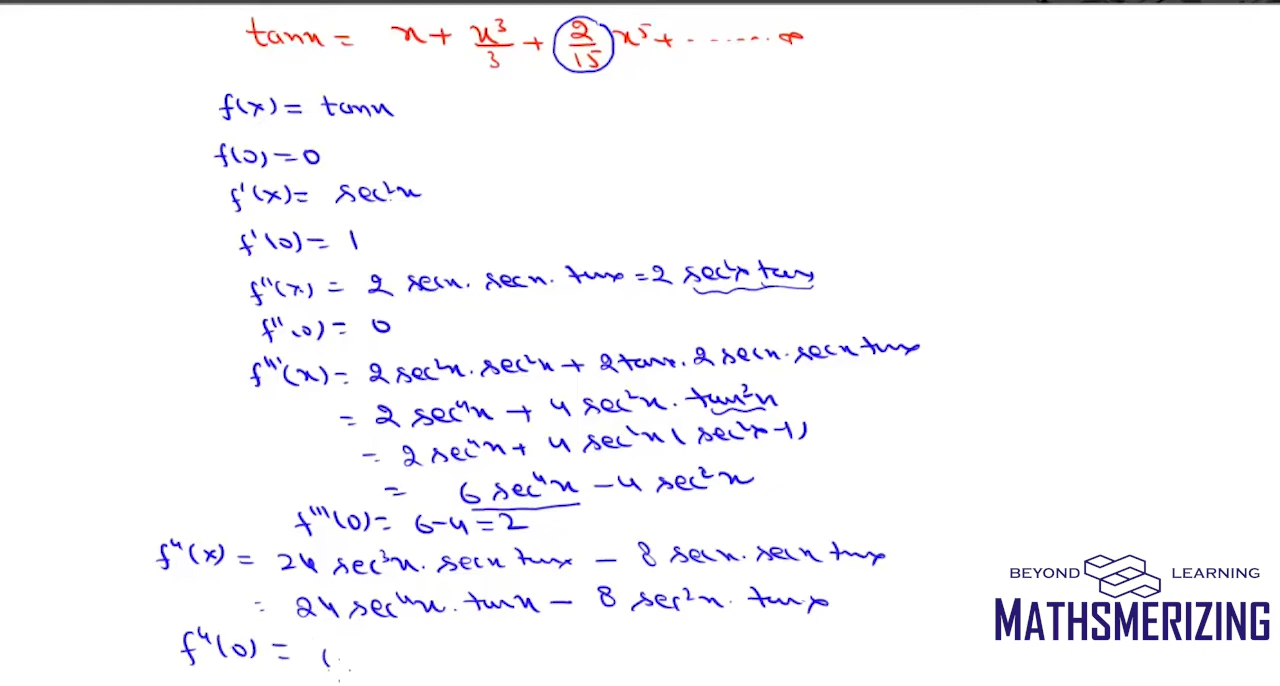 tanx = x + x³/3 + 2/15 x⁵ + ....... ∞
f(x) = tanx
f(0) = 0
f'(x) = sec²x
f'(0) = 1
f''(x) = 2 secx. secx. tanx = 2 sec²x tanx
f''(0) = 0
f'''(x) = 2 sec²x. sec²x + 2 tanx. 2 secx. secx tanx
= 2 sec⁴x + 4 sec²x. tan²x
= 2 sec⁴x + 4 sec²x (sec²x-1)
= 6 sec⁴x - 4 sec²x
f'''(0) = 6-4 = 2
f⁴(x) = 24 sec³x. secx tanx - 8 secx. secx tanx
= 24 sec⁴x. tanx - 8 sec²x. tanx
f⁴(0) =
BEYOND LEARNING
MATHSMERIZING